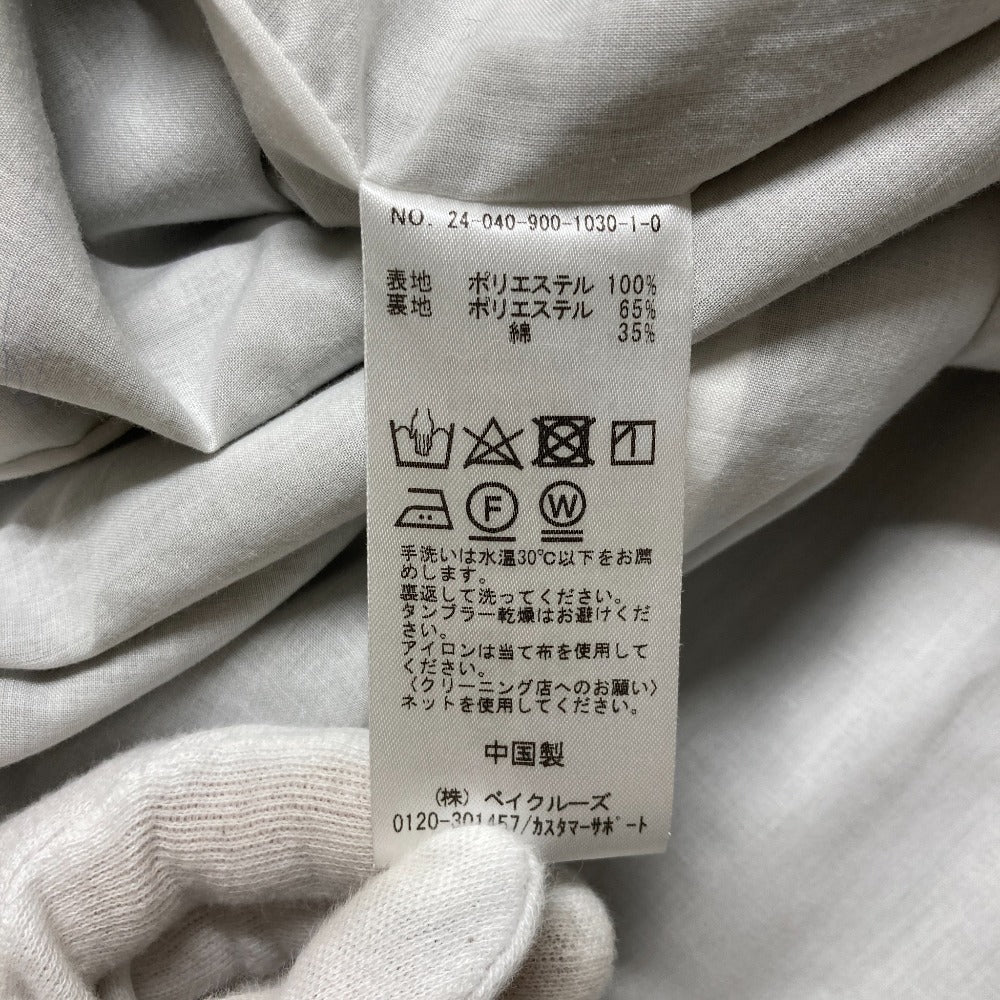 NO. 24-040-900-1030-1-0
表地 ポリエステル 100%
裏地 ポリエステル 65%
綿 35%
F W
手洗いは水温30℃以下をお薦
めします。
裏返して洗ってください。
タンブラー乾燥はお避けくだ
さい。
アイロンは当て布を使用して
ください。
〈クリーニング店へのお願い〉
ネットを使用してください。
中国製
(株) ベイクルーズ
0120-301457/カスタマーサポート